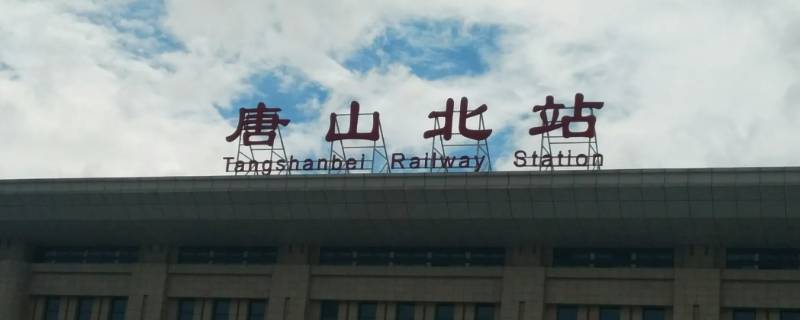 唐山北站
Tangshanbei Railway Station